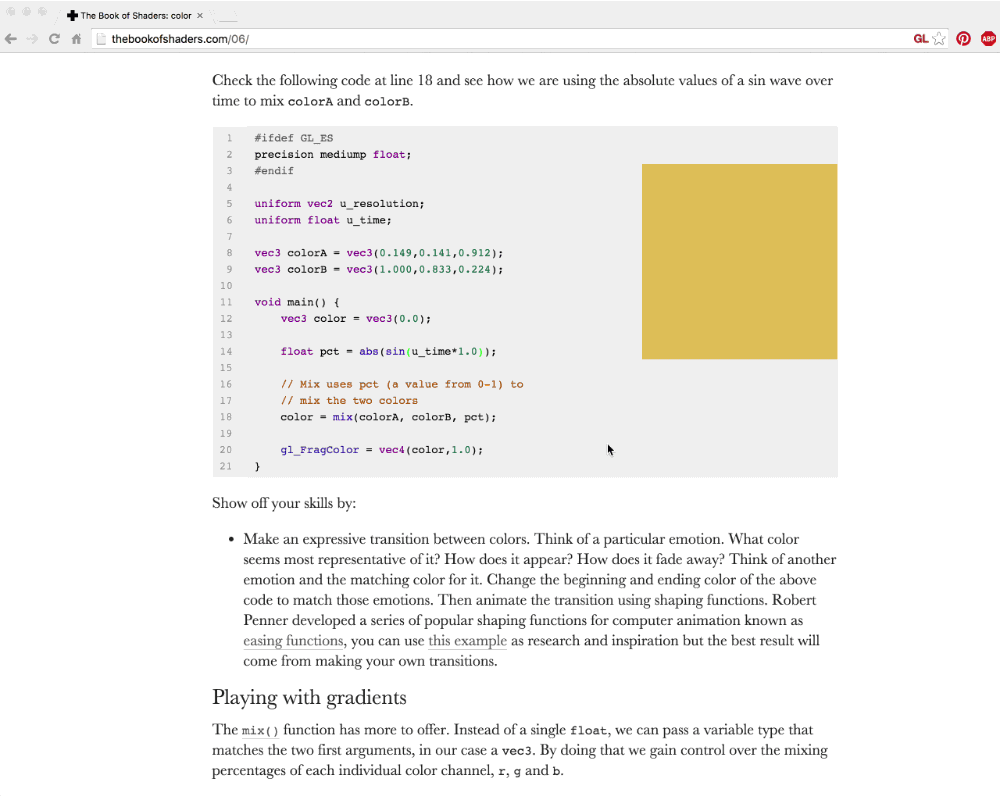 The Book of Shaders: color ×
thebookofshaders.com/06/
GL
ABP
Check the following code at line 18 and see how we are using the absolute values of a sin wave over
time to mix colorA and colorB.
1 #ifdef GL_ES
2 precision mediump float;
3 #endif
4
5 uniform vec2 u_resolution;
6 uniform float u_time;
7
8 vec3 colorA = vec3(0.149,0.141,0.912);
9 vec3 colorB = vec3(1.000,0.833,0.224);
10
11 void main() {
12 vec3 color = vec3(0.0);
13
14 float pct = abs(sin(u_time*1.0));
15
16 // Mix uses pct (a value from 0-1) to
17 // mix the two colors
18 color = mix(colorA, colorB, pct);
19
20 gl_FragColor = vec4(color,1.0);
21 }
Show off your skills by:
• Make an expressive transition between colors. Think of a particular emotion. What color
seems most representative of it? How does it appear? How does it fade away? Think of another
emotion and the matching color for it. Change the beginning and ending color of the above
code to match those emotions. Then animate the transition using shaping functions. Robert
Penner developed a series of popular shaping functions for computer animation known as
easing functions, you can use this example as research and inspiration but the best result will
come from making your own transitions.
Playing with gradients
The mix() function has more to offer. Instead of a single float, we can pass a variable type that
matches the two first arguments, in our case a vec3. By doing that we gain control over the mixing
percentages of each individual color channel, r, g and b.